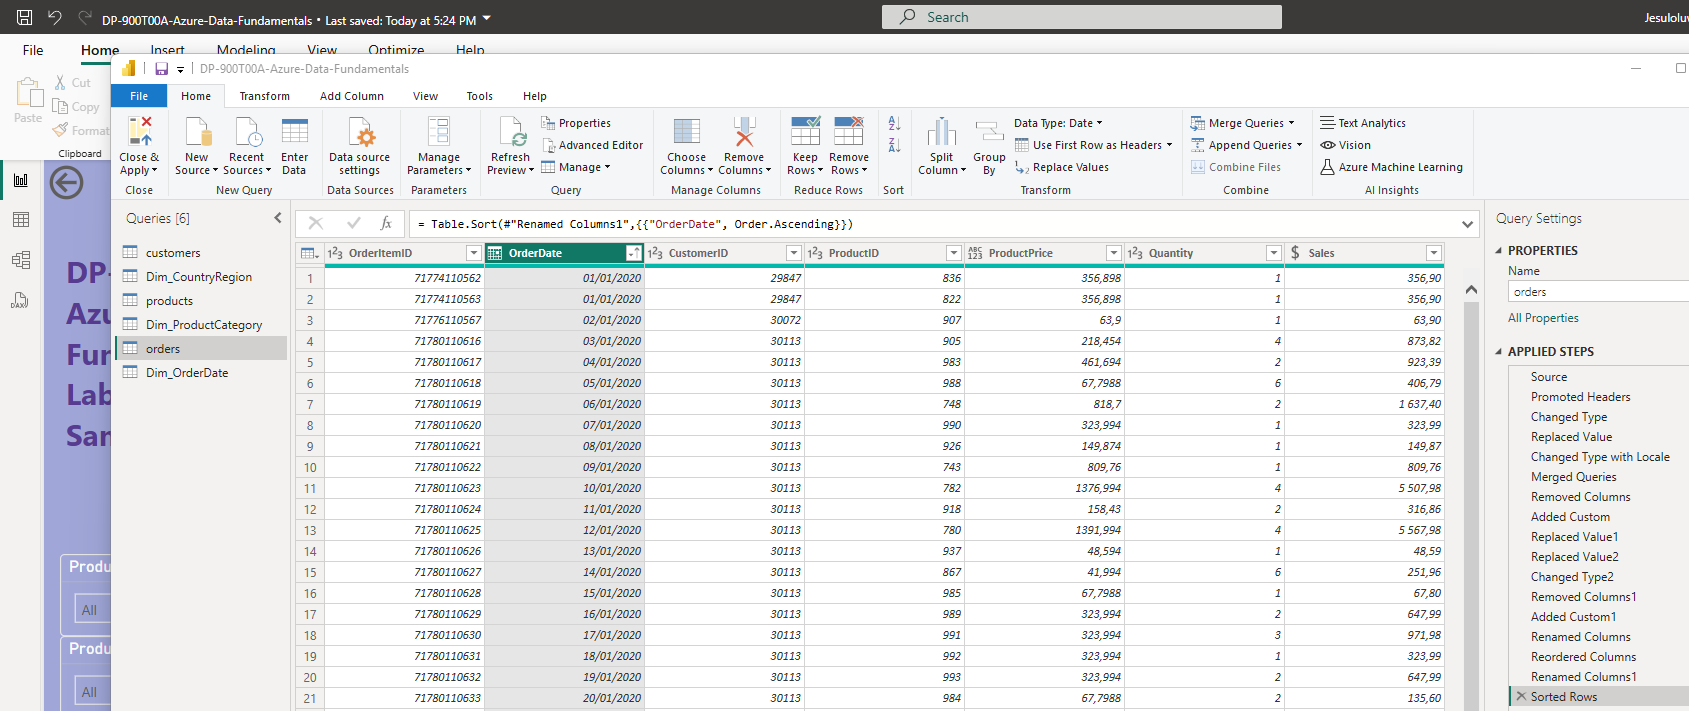 DP-900T00A-Azure-Data-Fundamentals • Last saved: Today at 5:24 PM
Search
Jesulolu
File Home Insert Modeling View Optimize Help
Paste
Cut
Copy
Format
Clipboard
DP-900T00A-Azure-Data-Fundamentals
File Home Transform Add Column View Tools Help
Close & Apply
Close
New Source
Recent Sources
Enter Data
New Query
Data source settings
Data Sources
Manage Parameters
Parameters
Refresh Preview
Properties
Advanced Editor
Manage
Query
Choose Columns
Remove Columns
Manage Columns
Keep Rows
Remove Rows
Reduce Rows
Sort
Split Column
Group By
Data Type: Date
Use First Row as Headers
Replace Values
Transform
Merge Queries
Append Queries
Combine Files
Combine
Text Analytics
Vision
Azure Machine Learning
AI Insights
DP-
Azu
Fun
Lab
San
Produ
All
Produ
All
Queries [6]
customers
Dim_CountryRegion
products
Dim_ProductCategory
orders
Dim_OrderDate
= Table.Sort(#"Renamed Columns1",{{"OrderDate", Order.Ascending}})
OrderItemID OrderDate CustomerID ProductID ProductPrice Quantity Sales
1 71774110562 01/01/2020 29847 836 356,898 1 356,90
2 71774110563 01/01/2020 29847 822 356,898 1 356,90
3 71776110567 02/01/2020 30072 907 63,9 1 63,90
4 71780110616 03/01/2020 30113 905 218,454 4 873,82
5 71780110617 04/01/2020 30113 983 461,694 2 923,39
6 71780110618 05/01/2020 30113 988 67,7988 6 406,79
7 71780110619 06/01/2020 30113 748 818,7 2 1 637,40
8 71780110620 07/01/2020 30113 990 323,994 1 323,99
9 71780110621 08/01/2020 30113 926 149,874 1 149,87
10 71780110622 09/01/2020 30113 743 809,76 1 809,76
11 71780110623 10/01/2020 30113 782 1376,994 4 5 507,98
12 71780110624 11/01/2020 30113 918 158,43 2 316,86
13 71780110625 12/01/2020 30113 780 1391,994 4 5 567,98
14 71780110626 13/01/2020 30113 937 48,594 1 48,59
15 71780110627 14/01/2020 30113 867 41,994 6 251,96
16 71780110628 15/01/2020 30113 985 67,7988 1 67,80
17 71780110629 16/01/2020 30113 989 323,994 2 647,99
18 71780110630 17/01/2020 30113 991 323,994 3 971,98
19 71780110631 18/01/2020 30113 992 323,994 1 323,99
20 71780110632 19/01/2020 30113 993 323,994 2 647,99
21 71780110633 20/01/2020 30113 984 67,7988 2 135,60
Query Settings
PROPERTIES
Name
orders
All Properties
APPLIED STEPS
Source
Promoted Headers
Changed Type
Replaced Value
Changed Type with Locale
Merged Queries
Removed Columns
Added Custom
Replaced Value1
Replaced Value2
Changed Type2
Removed Columns1
Added Custom1
Renamed Columns
Reordered Columns
Renamed Columns1
Sorted Rows